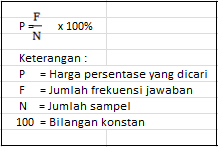 P = F/N x 100%
Keterangan :
P = Harga persentase yang dicari
F = Jumlah frekuensi jawaban
N = Jumlah sampel
100 = Bilangan konstan